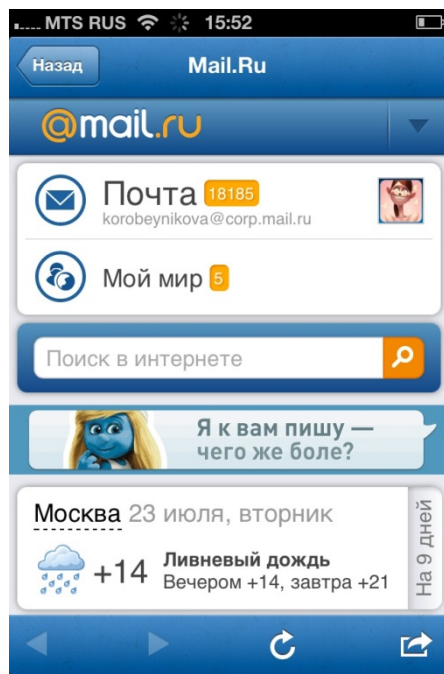 MTS RUS 15:52
Назад
Mail.Ru
@mail.ru
Почта 18185
korobeynikova@corp.mail.ru
Мой мир 5
Поиск в интернете
Я к вам пишу —
чего же боле?
Москва 23 июля, вторник
+14
Ливневый дождь
Вечером +14, завтра +21
На 9 дней